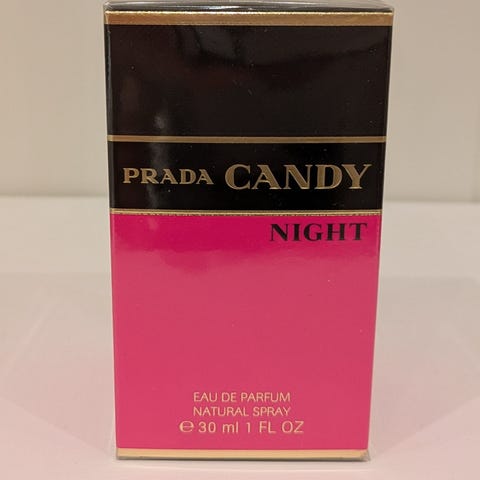 PRADA CANDY
NIGHT
EAU DE PARFUM
NATURAL SPRAY
℮ 30 ml 1 FL OZ